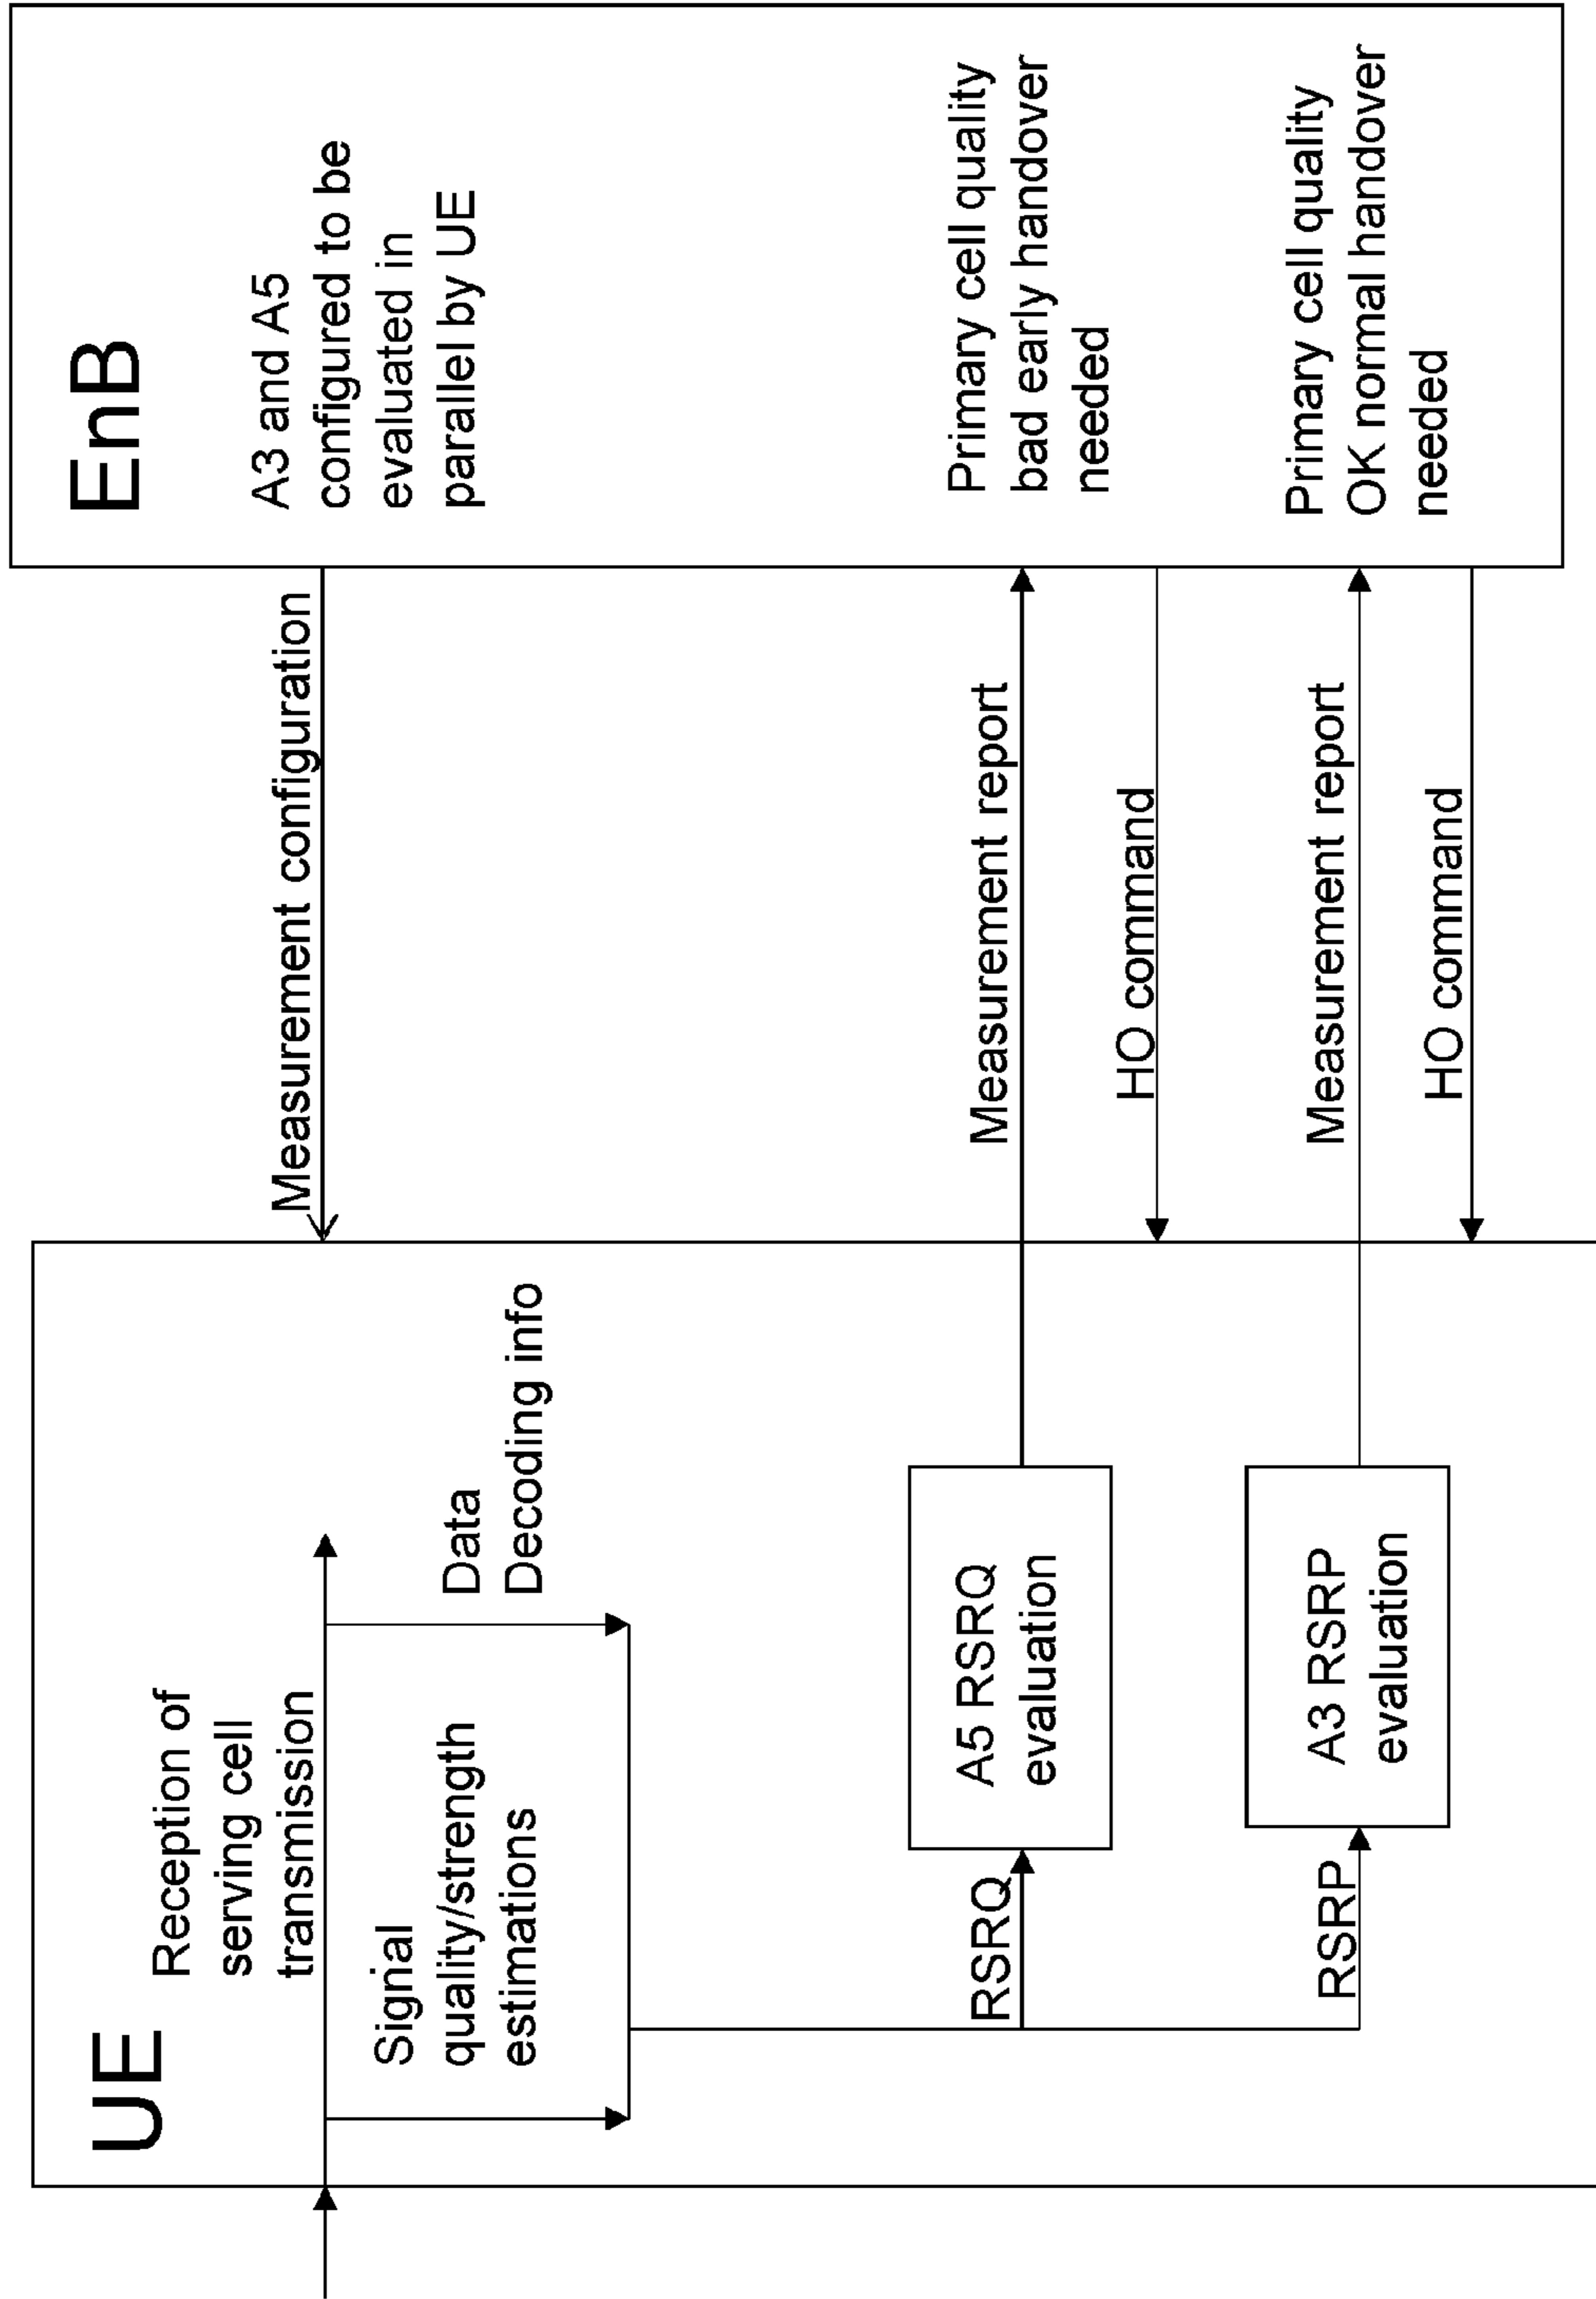 UE
Reception of
serving cell
transmission
Signal
quality/strength
estimations
Data
Decoding info
RSRQ
A5 RSRQ
evaluation
RSRP
A3 RSRP
evaluation
Measurement configuration
Measurement report
HO command
Measurement report
HO command
EnB
A3 and A5
configured to be
evaluated in
parallel by UE
Primary cell quality
bad early handover
needed
Primary cell quality
OK normal handover
needed